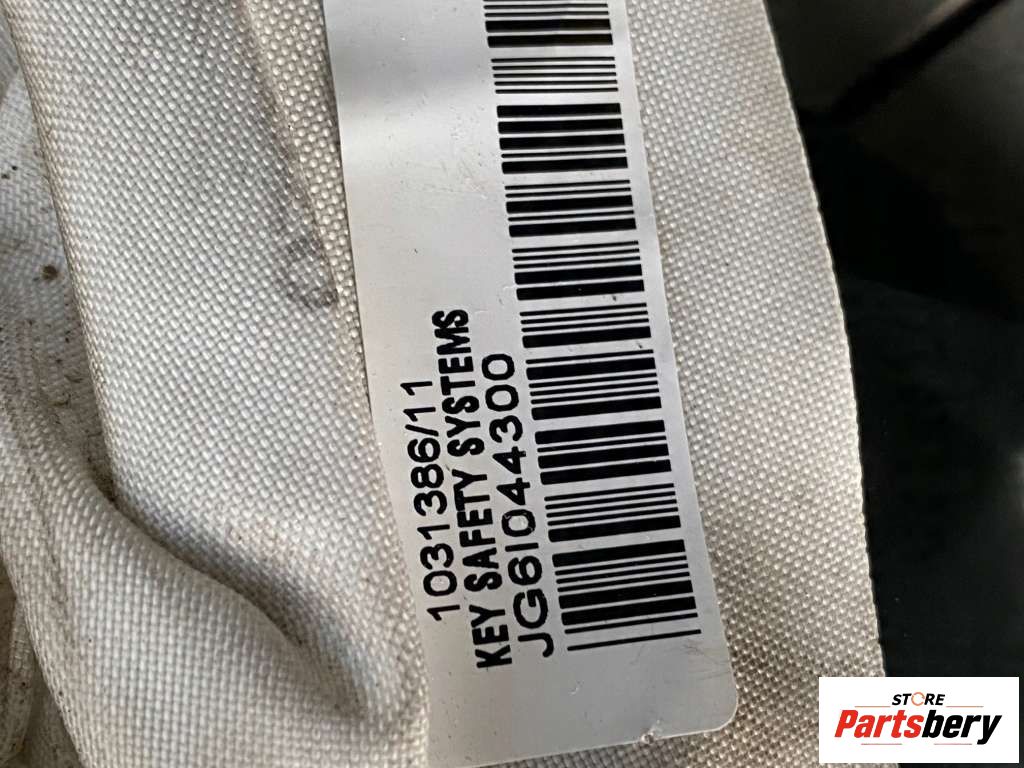 1031386/11
KEY SAFETY SYSTEMS
JG6I044300
STORE
Partsbery